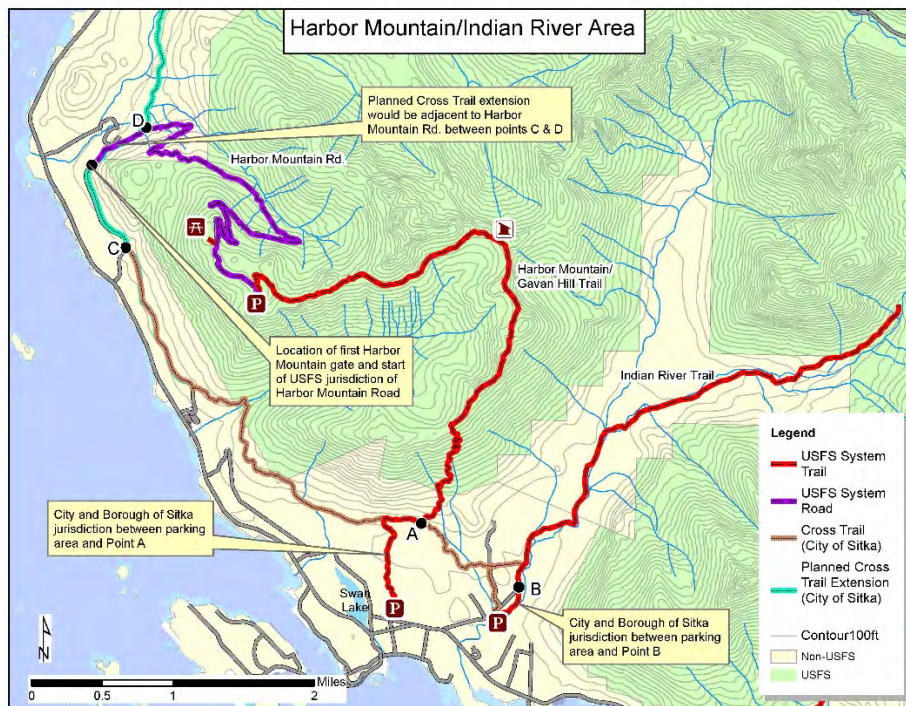 Harbor Mountain/Indian River Area
Planned Cross Trail extension
would be adjacent to Harbor
Mountain Rd. between points C & D
D
Harbor Mountain Rd.
C
Harbor Mountain/
Gavan Hill Trail
P
Location of first Harbor
Mountain gate and start
of USFS jurisdiction of
Harbor Mountain Road
Indian River Trail
City and Borough of Sitka
jurisdiction between parking
area and Point A
A
Swan
Lake
P
B
P
City and Borough of Sitka
jurisdiction between parking
area and Point B
Legend
USFS System
Trail
USFS System
Road
Cross Trail
(City of Sitka)
Planned Cross
Trail Extension
(City of Sitka)
Contour100ft
Non-USFS
USFS
N
Miles
0 0.5 1 2